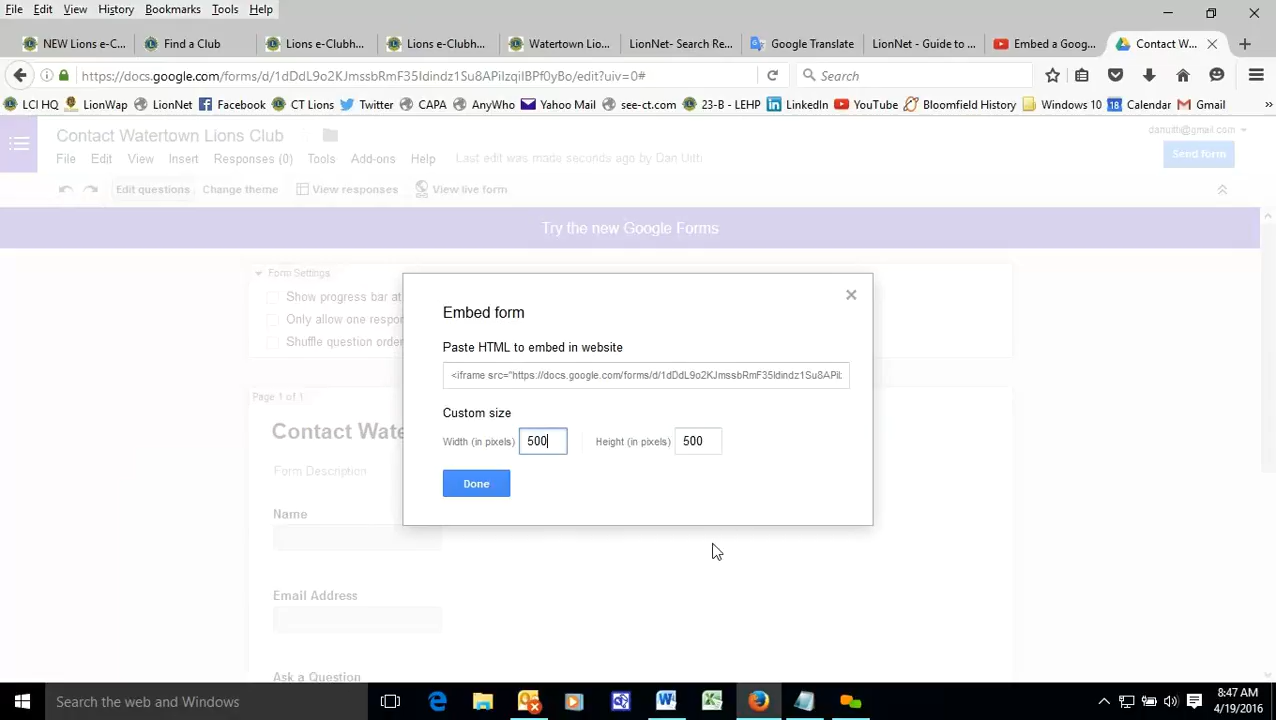 File Edit View History Bookmarks Tools Help
NEW Lions e-C... Find a Club Lions e-Clubh... Lions e-Clubh... Watertown Lio... LionNet- Search Re... Google Translate LionNet - Guide to ... Embed a Goog... Contact W...
https://docs.google.com/forms/d/1dDdL9o2KJmssbRmF35Idindz1Su8APiIzqiIBPf0yBo/edit?uiv=0#
Search
LCI HQ LionWap LionNet Facebook CT Lions Twitter CAPA AnyWho Yahoo Mail see-ct.com 23-B - LEHP LinkedIn YouTube Bloomfield History Windows 10 Calendar Gmail
Contact Watertown Lions Club
danuitti@gmail.com
File Edit View Insert Responses (0) Tools Add-ons Help Last edit was made seconds ago by Dan Uitti
Send form
Edit questions Change theme View responses View live form
Try the new Google Forms
Form Settings
Show progress bar at
Only allow one respon
Shuffle question order
Embed form
Paste HTML to embed in website
<iframe src="https://docs.google.com/forms/d/1dDdL9o2KJmssbRmF35Idindz1Su8APiIz
Custom size
Width (in pixels) 500 Height (in pixels) 500
Done
Page 1 of 1
Contact Wate
Form Description
Name
Email Address
Ask a Question
Search the web and Windows
8:47 AM
4/19/2016